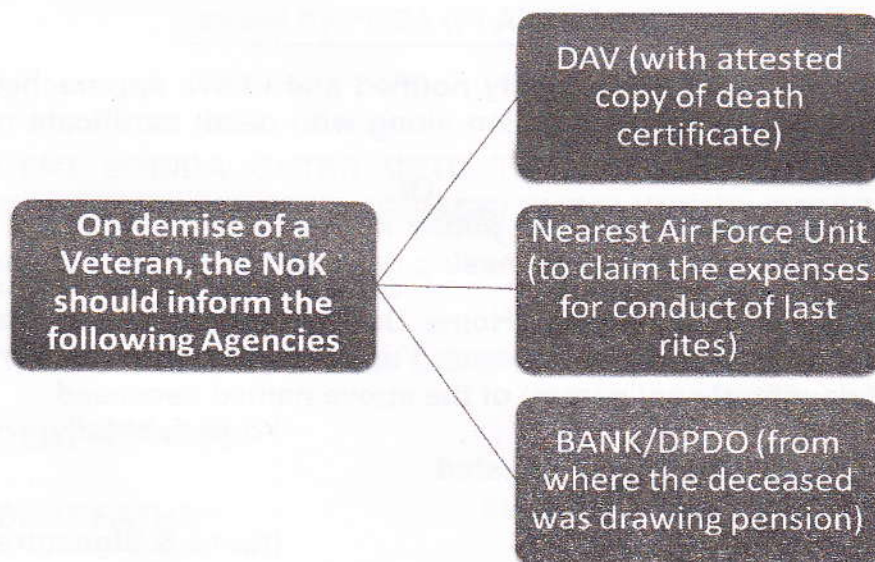 DAV (with attested
copy of death
certificate)
On demise of a
Veteran, the NoK
should inform the
following Agencies
Nearest Air Force Unit
(to claim the expenses
for conduct of last
rites)
BANK/DPDO (from
where the deceased
was drawing pension)